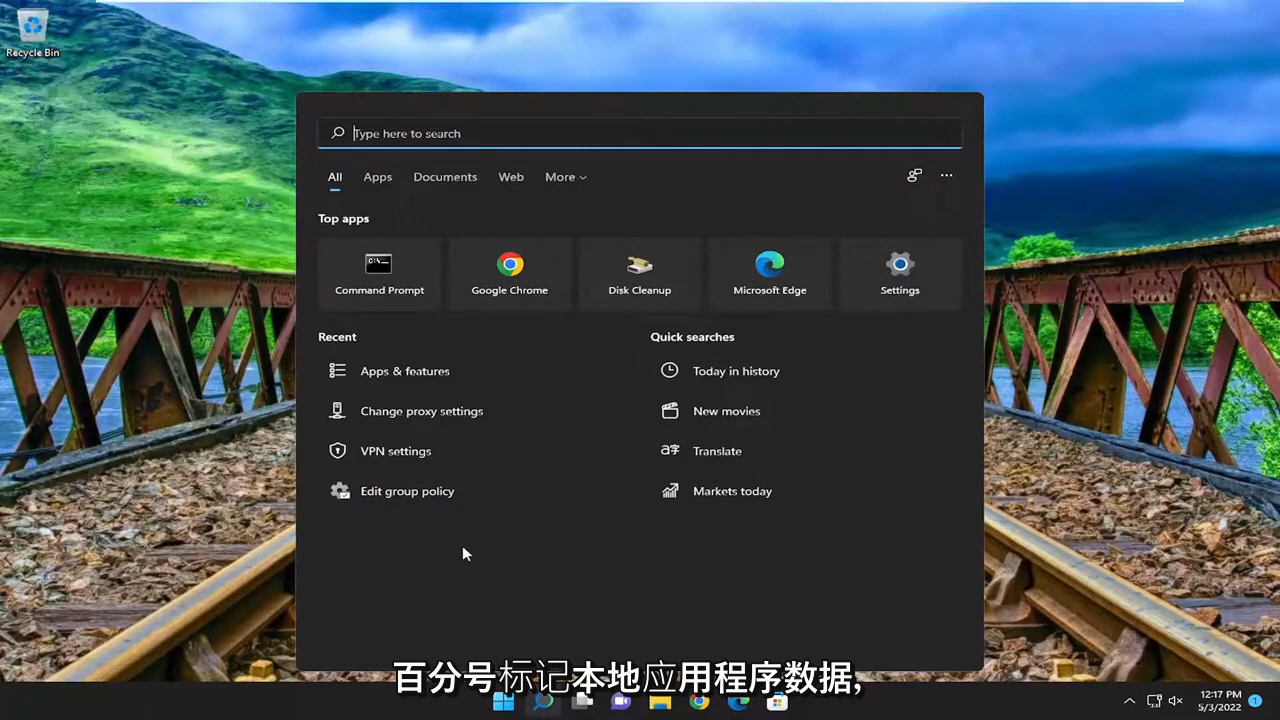 Recycle Bin
Type here to search
All Apps Documents Web More
Top apps
Command Prompt Google Chrome Disk Cleanup Microsoft Edge Settings
Recent Quick searches
Apps & features Today in history
Change proxy settings New movies
VPN settings Translate
Edit group policy Markets today
百分号标记本地应用程序数据,
12:17 PM
5/3/2022
1